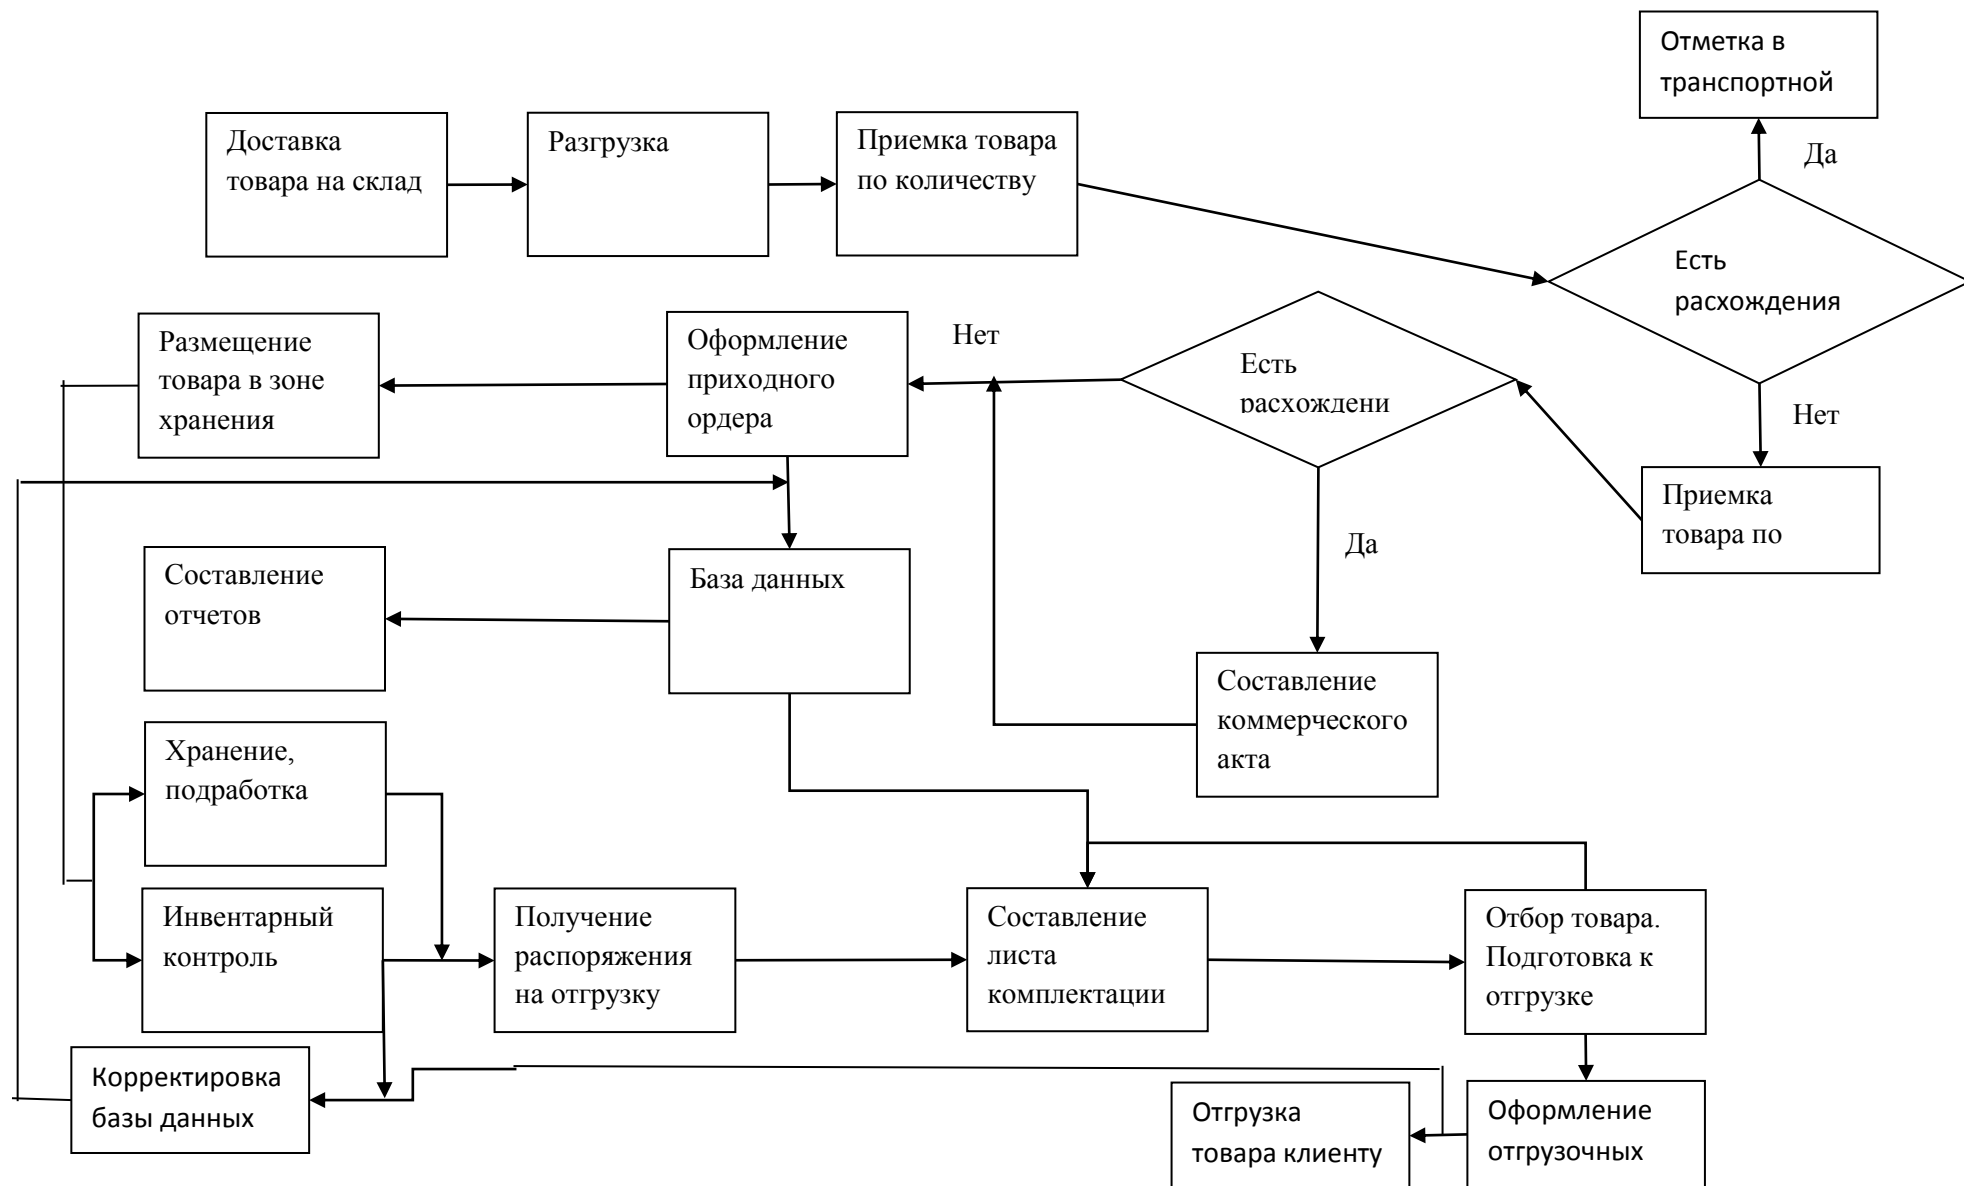 Отметка в
транспортной
Доставка
товара на склад
Разгрузка
Приемка товара
по количеству
Да
Есть
расхождения
Нет
Приемка
товара по
Есть
расхождени
Да
Составление
коммерческого
акта
Нет
Оформление
приходного
ордера
Размещение
товара в зоне
хранения
База данных
Составление
отчетов
Хранение,
подработка
Инвентарный
контроль
Получение
распоряжения
на отгрузку
Составление
листа
комплектации
Отбор товара.
Подготовка к
отгрузке
Корректировка
базы данных
Отгрузка
товара клиенту
Оформление
отгрузочных